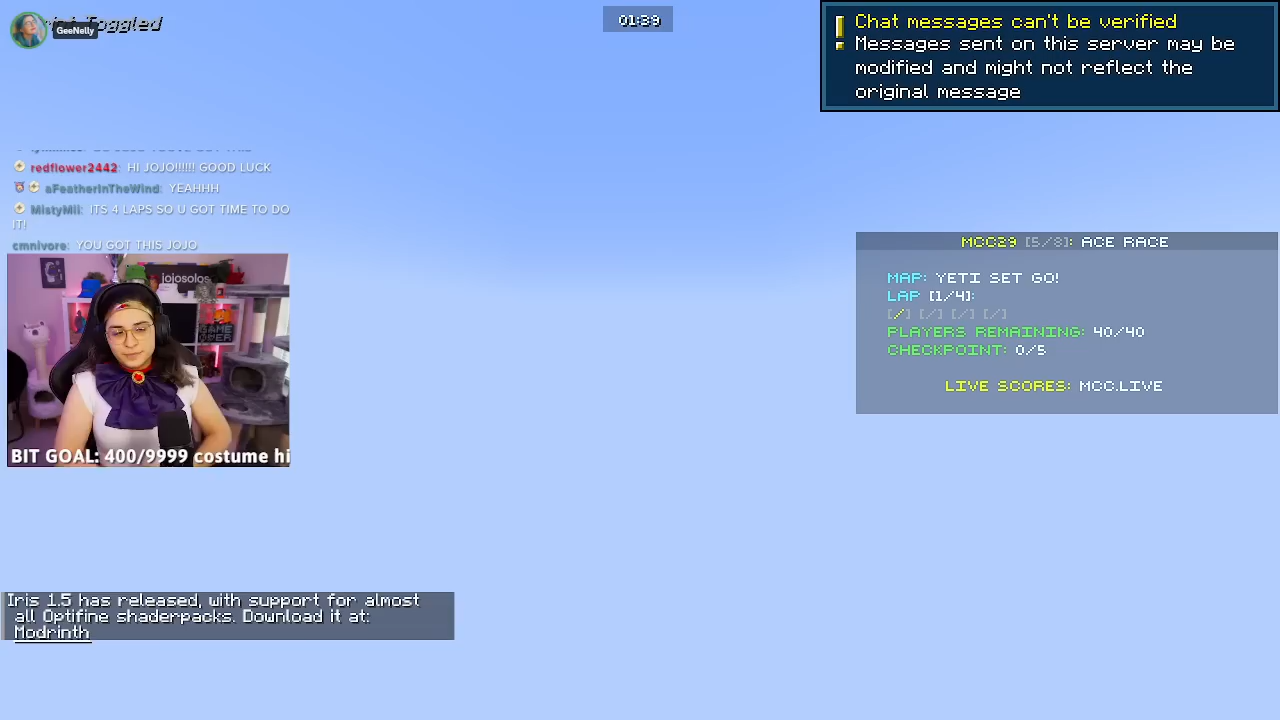 Toggled
GeeNelly
01:39
Chat messages can't be verified
Messages sent on this server may be
modified and might not reflect the
original message
redflower2442: HI JOJO!!!!!! GOOD LUCK
aFeatherInTheWind: YEAHHH
MistyMii: ITS 4 LAPS SO U GOT TIME TO DO
IT!
cmnivore: YOU GOT THIS JOJO
jojosolos
GAME
OVER
BIT GOAL: 400/9999 costume hi
MCC29 [5/8]: ACE RACE
MAP: YETI SET GO!
LAP [1/4]:
[/] [/] [/] [/]
PLAYERS REMAINING: 40/40
CHECKPOINT: 0/5
LIVE SCORES: MCC.LIVE
Iris 1.5 has released, with support for almost
all Optifine shaderpacks. Download it at:
Modrinth